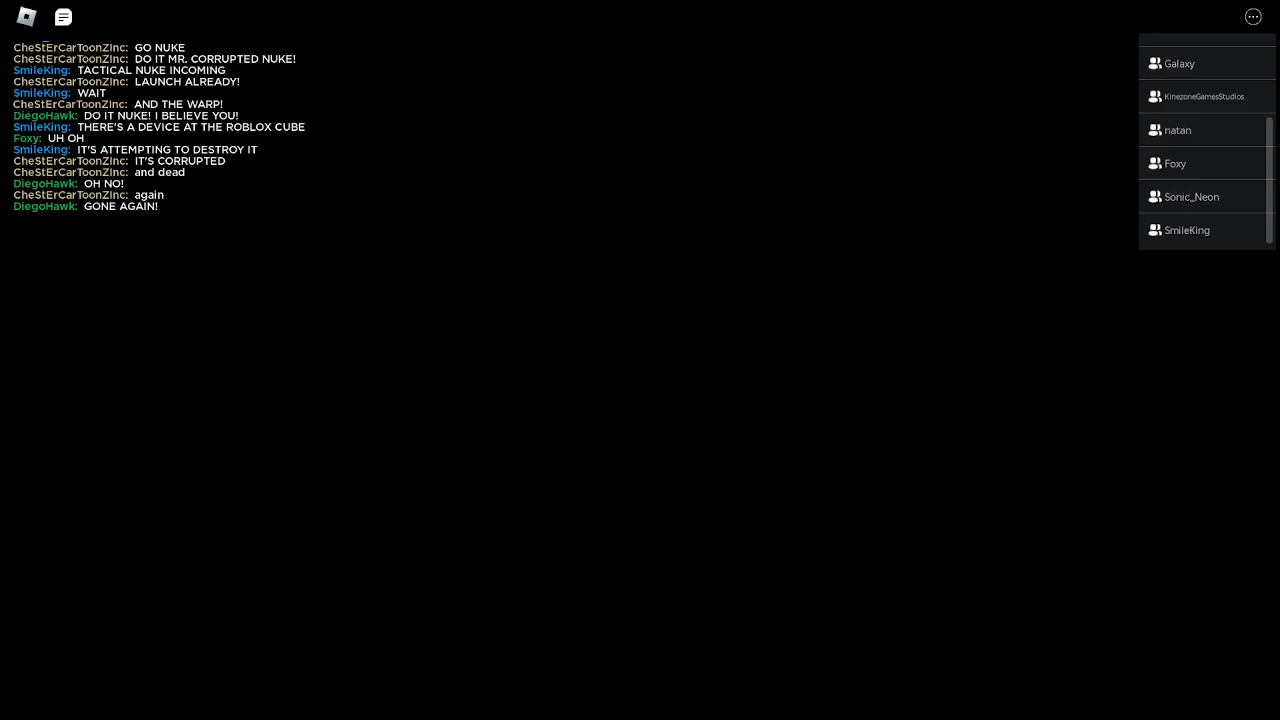 CheStErCarToonZInc: GO NUKE
CheStErCarToonZInc: DO IT MR. CORRUPTED NUKE!
SmileKing: TACTICAL NUKE INCOMING
CheStErCarToonZInc: LAUNCH ALREADY!
SmileKing: WAIT
CheStErCarToonZInc: AND THE WARP!
DiegoHawk: DO IT NUKE! I BELIEVE YOU!
SmileKing: THERE'S A DEVICE AT THE ROBLOX CUBE
Foxy: UH OH
SmileKing: IT'S ATTEMPTING TO DESTROY IT
CheStErCarToonZInc: IT'S CORRUPTED
CheStErCarToonZInc: and dead
DiegoHawk: OH NO!
CheStErCarToonZInc: again
DiegoHawk: GONE AGAIN!
Galaxy
KinezoneGamesStudios
natan
Foxy
Sonic_Neon
SmileKing